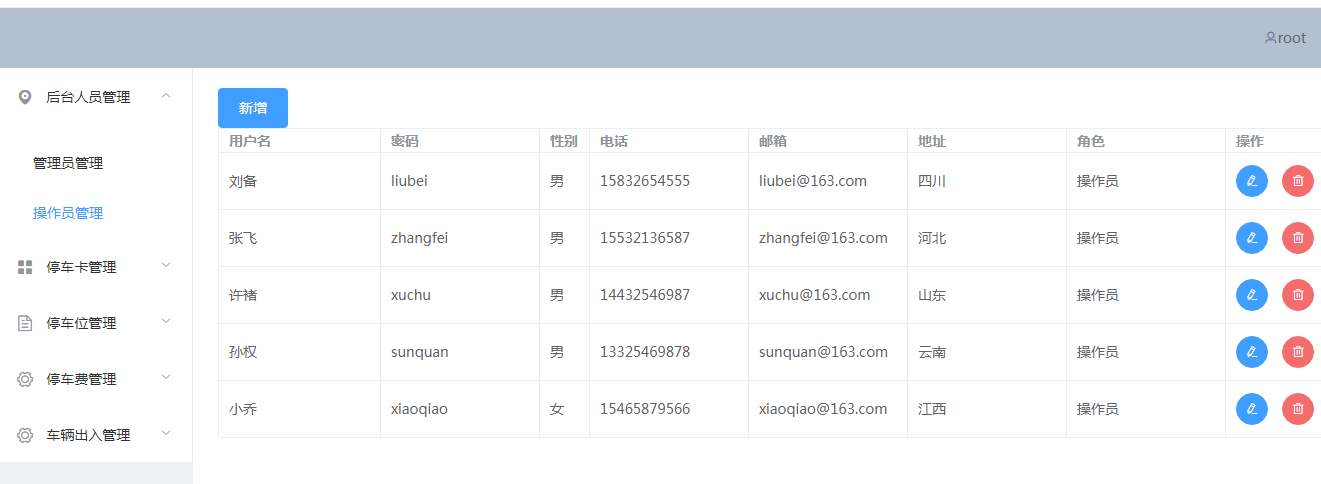 root
后台人员管理
管理员管理
操作员管理
停车卡管理
停车位管理
停车费管理
车辆出入管理
新增
用户名 密码 性别 电话 邮箱 地址 角色 操作
刘备 liubei 男 15832654555 liubei@163.com 四川 操作员
张飞 zhangfei 男 15532136587 zhangfei@163.com 河北 操作员
许褚 xuchu 男 14432546987 xuchu@163.com 山东 操作员
孙权 sunquan 男 13325469878 sunquan@163.com 云南 操作员
小乔 xiaoqiao 女 15465879566 xiaoqiao@163.com 江西 操作员